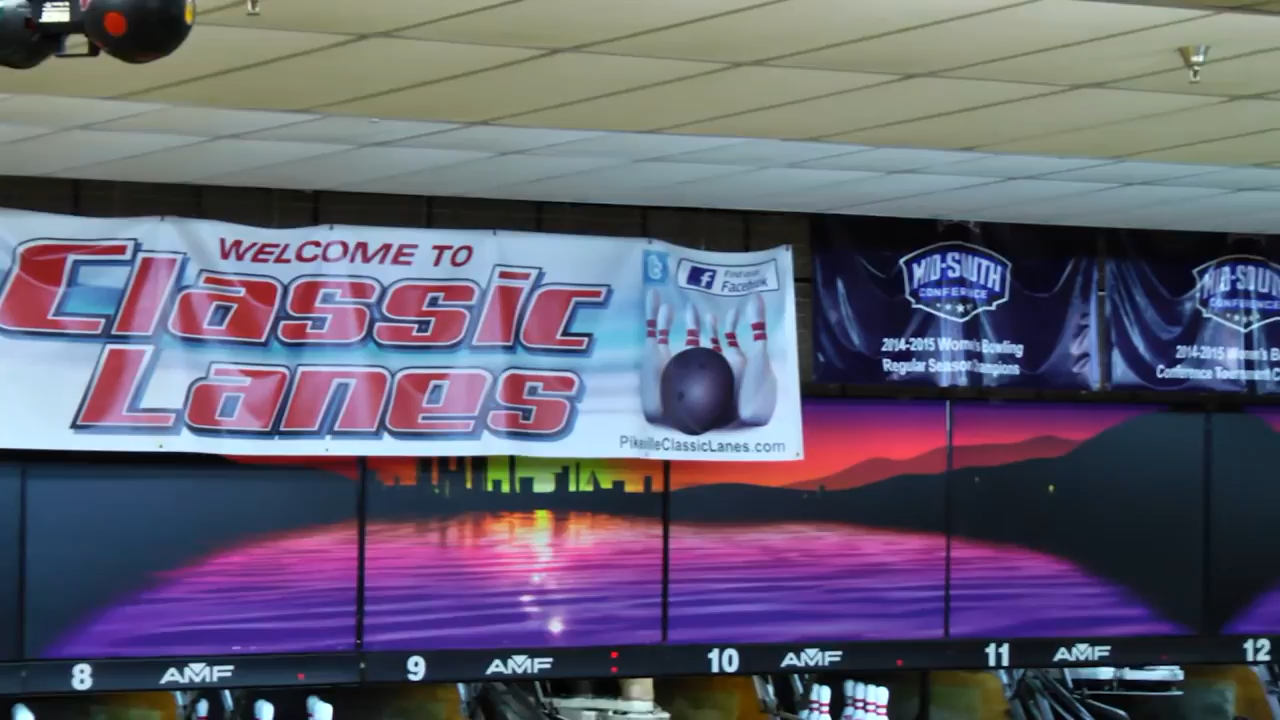 WELCOME TO
Classic
Lanes
f Find us on
Facebook
PikevilleClassicLanes.com
MID-SOUTH
CONFERENCE
2014-2015 Women's Bowling
Regular Season Champions
MID-SOUTH
CONFERENCE
2014-2015 Women's B
Conference Tournament C
8 AMF 9 AMF 10 AMF 11 AMF 12